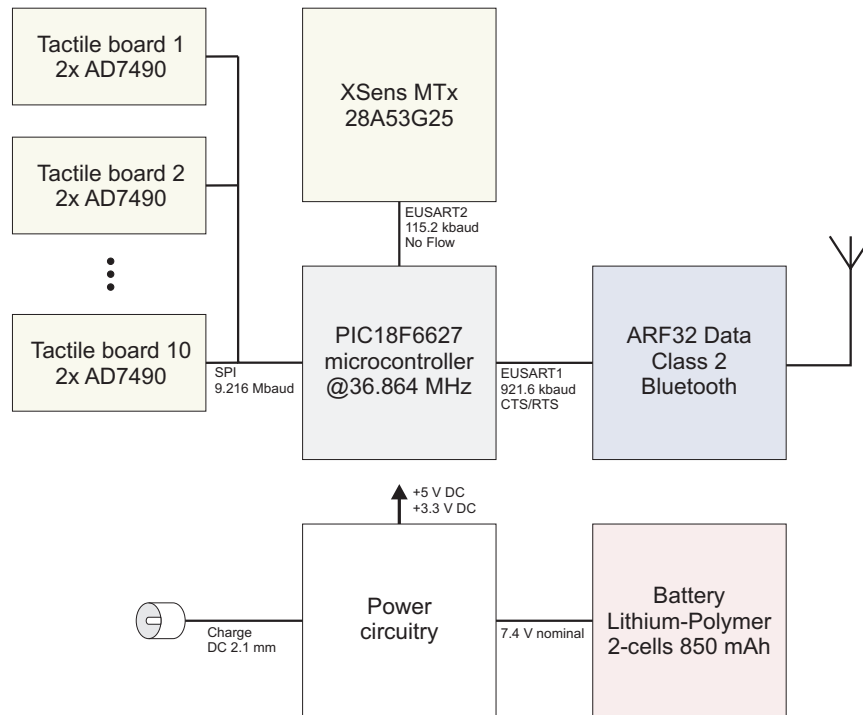 Tactile board 1
2x AD7490
XSens MTx
28A53G25
Tactile board 2
2x AD7490
EUSART2
115.2 kbaud
No Flow
Tactile board 10
2x AD7490
SPI
9.216 Mbaud
PIC18F6627
microcontroller
@36.864 MHz
EUSART1
921.6 kbaud
CTS/RTS
ARF32 Data
Class 2
Bluetooth
+5 V DC
+3.3 V DC
Charge
DC 2.1 mm
Power
circuitry
7.4 V nominal
Battery
Lithium-Polymer
2-cells 850 mAh